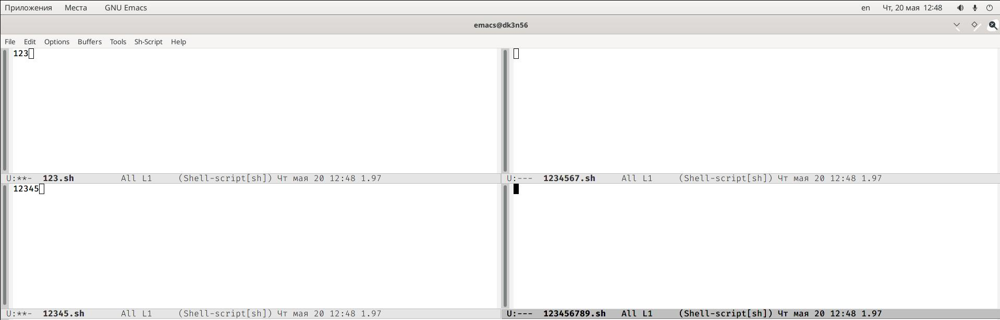 Приложения Места GNU Emacs en Чт, 20 мая 12:48
emacs@dk3n56
File Edit Options Buffers Tools Sh-Script Help
123
U:**- 123.sh All L1 (Shell-script[sh]) Чт мая 20 12:48 1.97
12345
U:**- 12345.sh All L1 (Shell-script[sh]) Чт мая 20 12:48 1.97
U:--- 1234567.sh All L1 (Shell-script[sh]) Чт мая 20 12:48 1.97
U:--- 123456789.sh All L1 (Shell-script[sh]) Чт мая 20 12:48 1.97